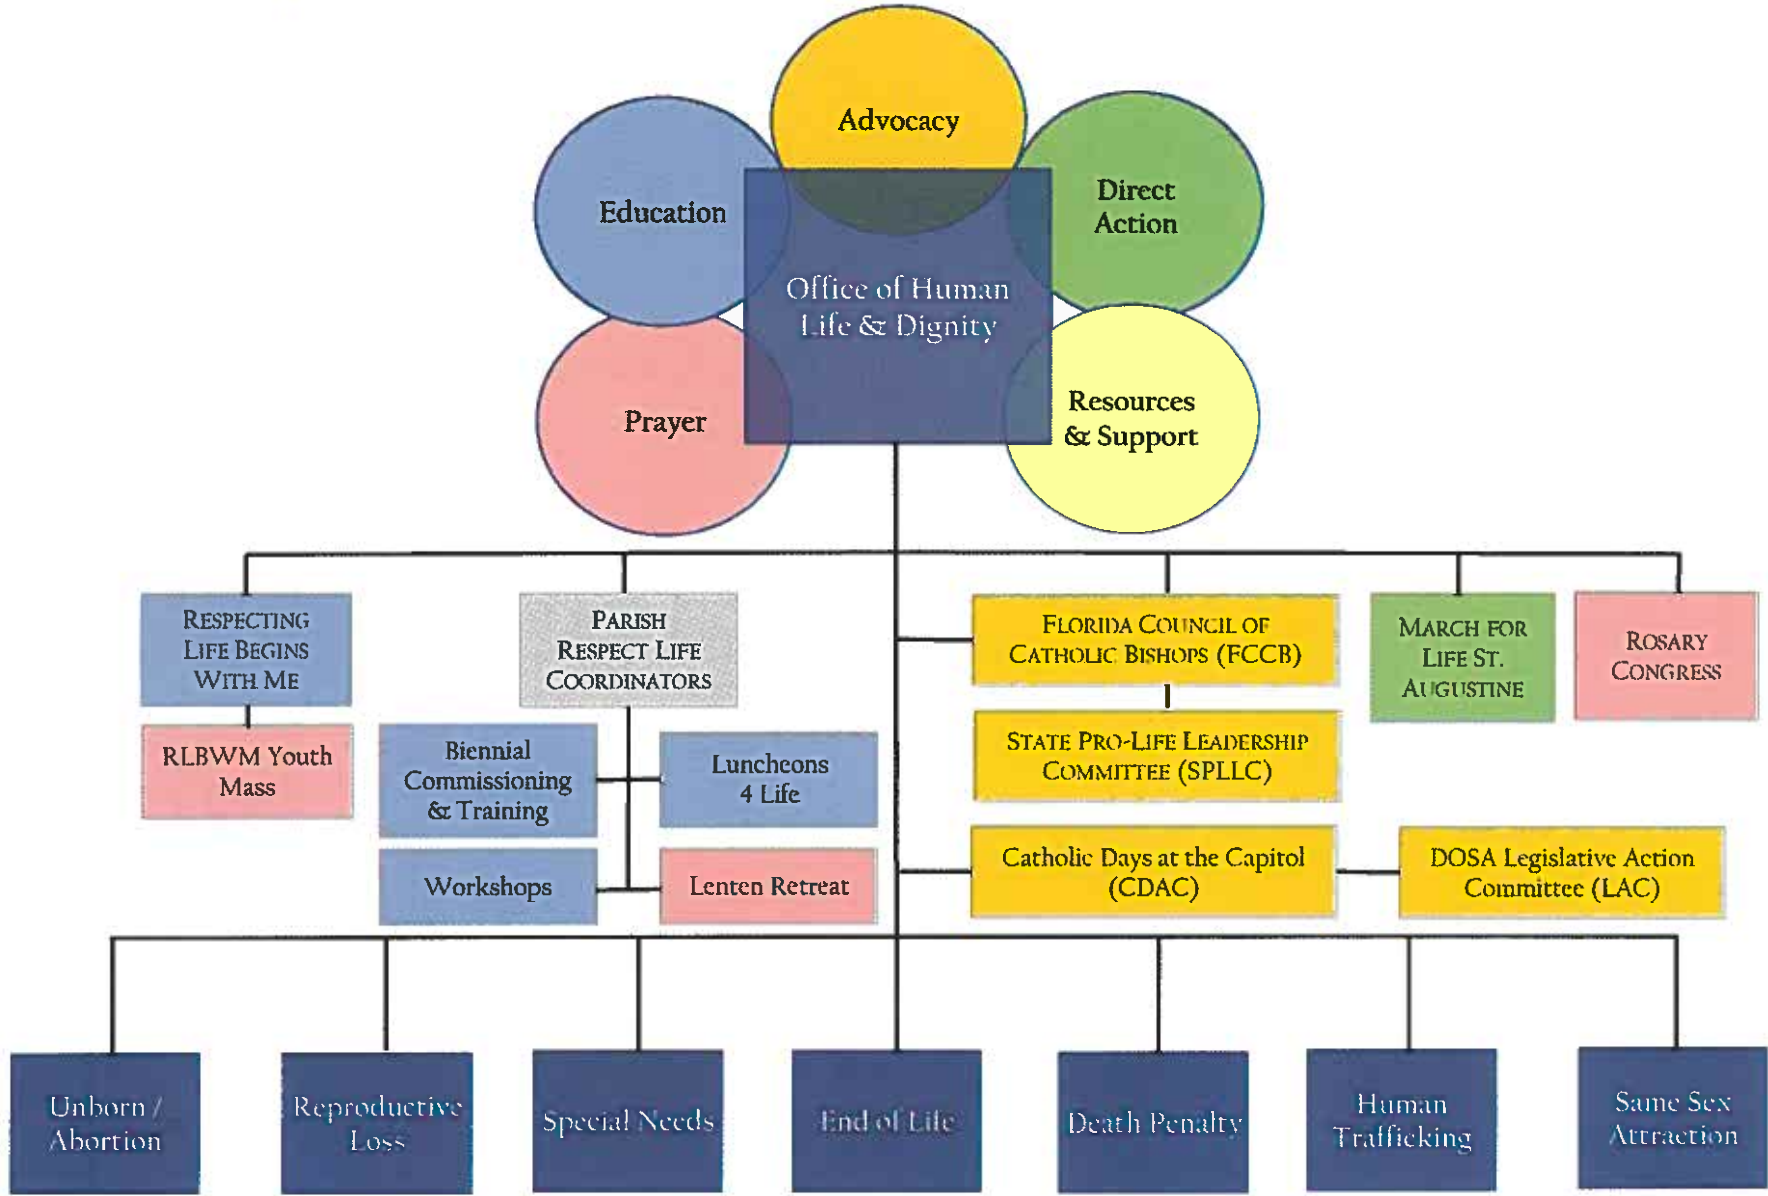 Advocacy
Education
Direct
Action
Office of Human
Life & Dignity
Prayer
Resources
& Support
RESPECTING
LIFE BEGINS
WITH ME
PARISH
RESPECT LIFE
COORDINATORS
FLORIDA COUNCIL OF
CATHOLIC BISHOPS (FCCB)
MARCH FOR
LIFE ST.
AUGUSTINE
ROSARY
CONGRESS
RLBWM Youth
Mass
Biennial
Commissioning
& Training
Luncheons
4 Life
STATE PRO-LIFE LEADERSHIP
COMMITTEE (SPLLC)
Workshops
Lenten Retreat
Catholic Days at the Capitol
(CDAC)
DOSA Legislative Action
Committee (LAC)
Unborn /
Abortion
Reproductive
Loss
Special Needs
End of Life
Death Penalty
Human
Trafficking
Same Sex
Attraction